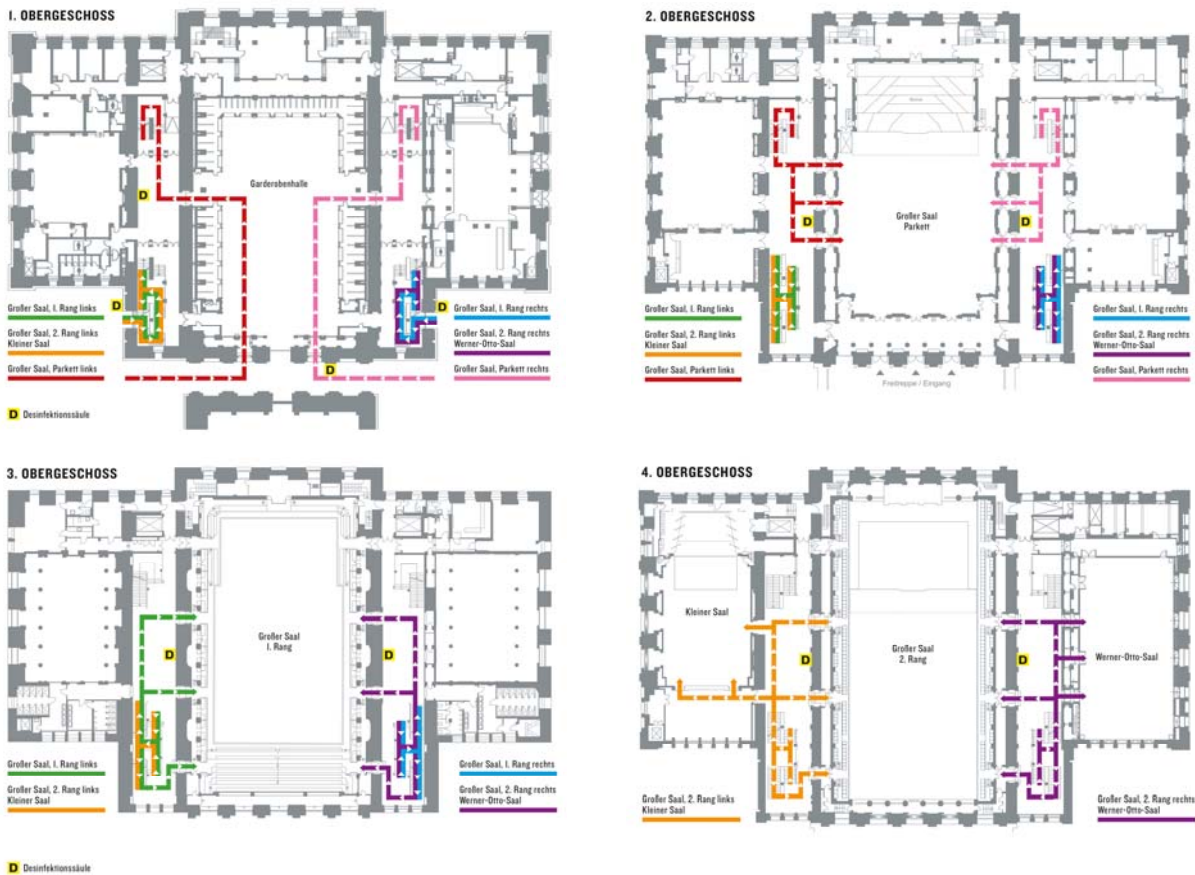 1. OBERGESCHOSS
Garderobenhalle
D
D
D
D
Großer Saal, 1. Rang links
Großer Saal, 2. Rang links
Kleiner Saal
Großer Saal, Parkett links
Großer Saal, 1. Rang rechts
Großer Saal, 2. Rang rechts
Werner-Otto-Saal
Großer Saal, Parkett rechts
D Desinfektionssäule
2. OBERGESCHOSS
Großer Saal
Parkett
D
D
Großer Saal, 1. Rang links
Großer Saal, 2. Rang links
Kleiner Saal
Großer Saal, Parkett links
Großer Saal, 1. Rang rechts
Großer Saal, 2. Rang rechts
Werner-Otto-Saal
Großer Saal, Parkett rechts
Freitreppe / Eingang
3. OBERGESCHOSS
Großer Saal
1. Rang
D
D
Großer Saal, 1. Rang links
Großer Saal, 2. Rang links
Kleiner Saal
Großer Saal, 1. Rang rechts
Großer Saal, 2. Rang rechts
Werner-Otto-Saal
D Desinfektionssäule
4. OBERGESCHOSS
Kleiner Saal
Großer Saal
2. Rang
Werner-Otto-Saal
D
D
Großer Saal, 2. Rang links
Kleiner Saal
Großer Saal, 2. Rang rechts
Werner-Otto-Saal